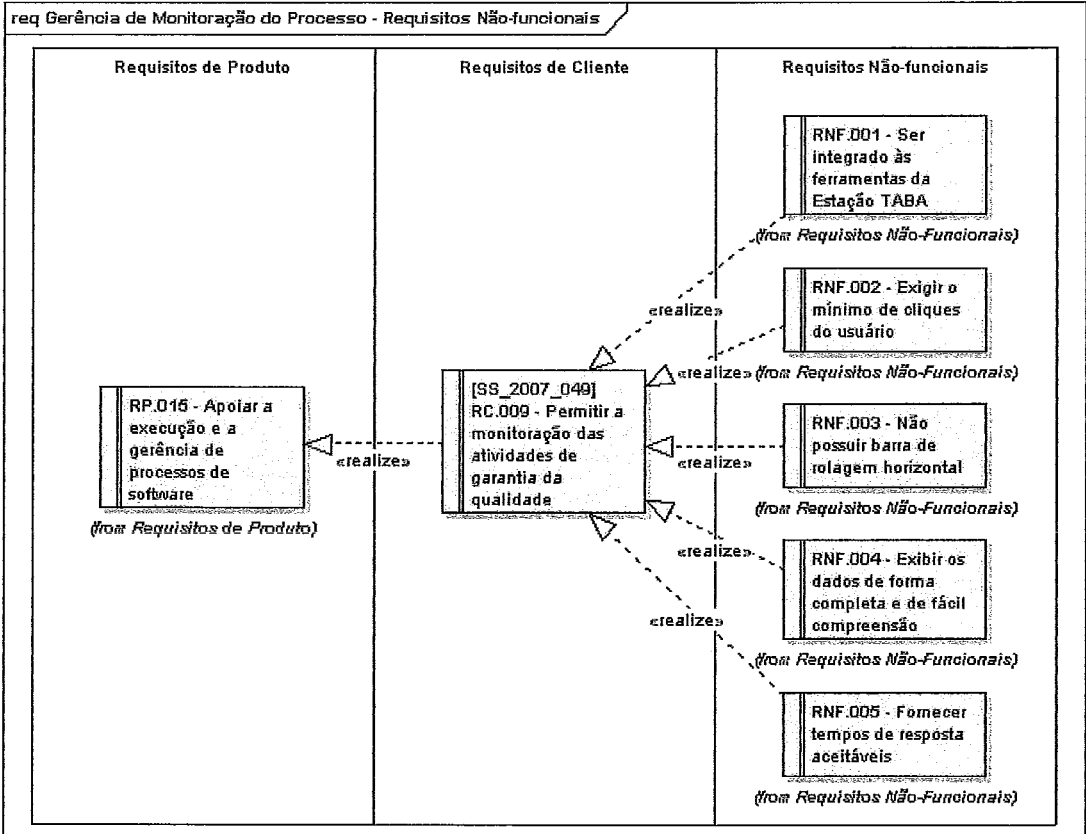 req Gerência de Monitoração do Processo - Requisitos Não-funcionais
Requisitos de Produto
RP.015 - Apoiar a
execução e a
gerência de
processos de
software
(from Requisitos de Produto)
«realize»
Requisitos de Cliente
[SS_2007_049]
RC.009 - Permitir a
monitoração das
atividades de
garantia da
qualidade
«realize»
«realize»
«realize»
«realize»
«realize»
Requisitos Não-funcionais
RNF.001 - Ser
integrado às
ferramentas da
Estação TABA
(from Requisitos Não-Funcionais)
RNF.002 - Exigir o
mínimo de cliques
do usuário
(from Requisitos Não-Funcionais)
RNF.003 - Não
possuir barra de
rolagem horizontal
(from Requisitos Não-Funcionais)
RNF.004 - Exibir os
dados de forma
completa e de fácil
compreensão
(from Requisitos Não-Funcionais)
RNF.005 - Fornecer
tempos de resposta
aceitáveis
(from Requisitos Não-Funcionais)